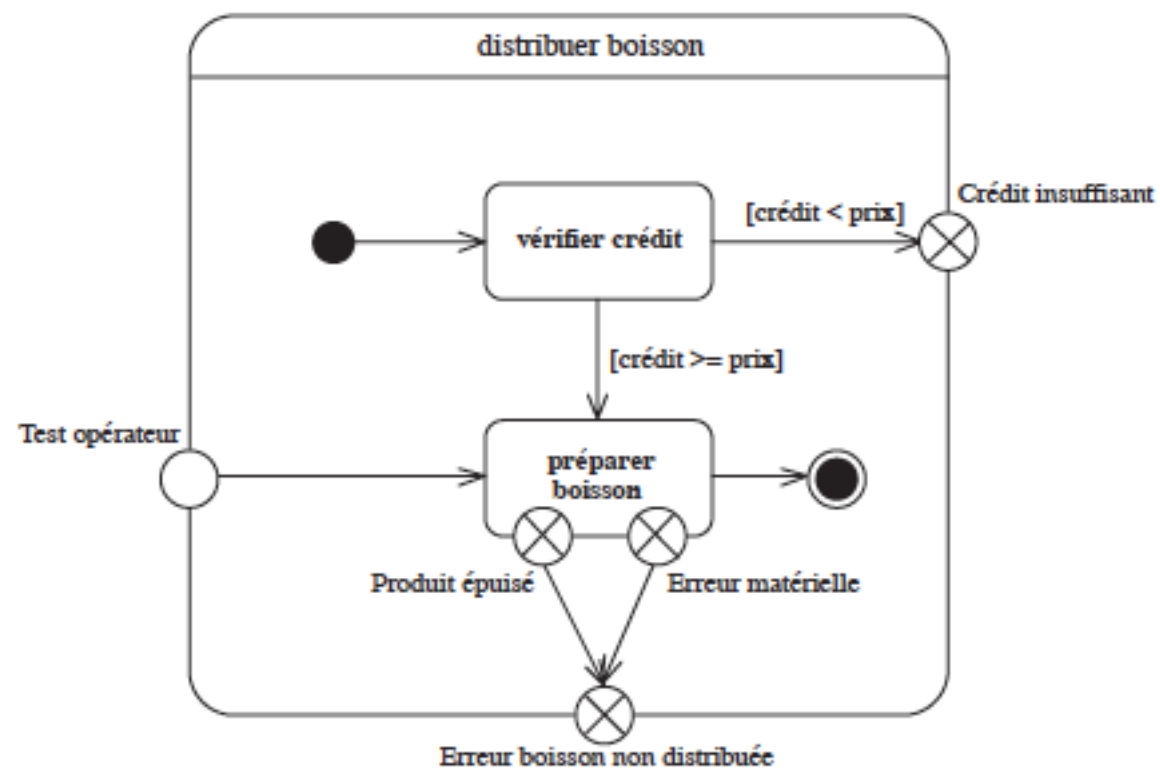 distribuer boisson
Crédit insuffisant
[crédit < prix]
vérifier crédit
[crédit >= prix]
Test opérateur
préparer
boisson
Produit épuisé
Erreur matérielle
Erreur boisson non distribuée